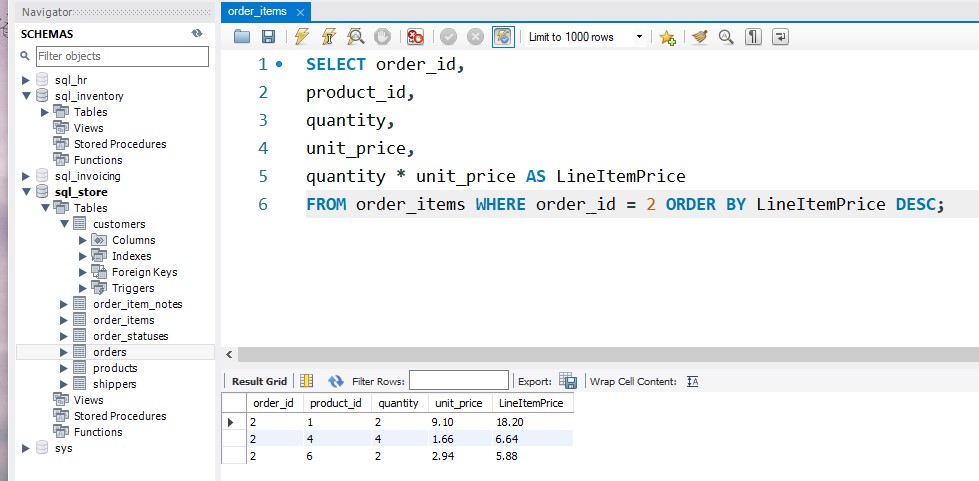 Navigator
SCHEMAS
Filter objects
sql_hr
sql_inventory
Tables
Views
Stored Procedures
Functions
sql_invoicing
sql_store
Tables
customers
Columns
Indexes
Foreign Keys
Triggers
order_item_notes
order_items
order_statuses
orders
products
shippers
Views
Stored Procedures
Functions
sys
order_items x
Limit to 1000 rows
1 SELECT order_id,
2 product_id,
3 quantity,
4 unit_price,
5 quantity * unit_price AS LineItemPrice
6 FROM order_items WHERE order_id = 2 ORDER BY LineItemPrice DESC;
Result Grid Filter Rows: Export: Wrap Cell Content: IA
order_id product_id quantity unit_price LineItemPrice
2 1 2 9.10 18.20
2 4 4 1.66 6.64
2 6 2 2.94 5.88